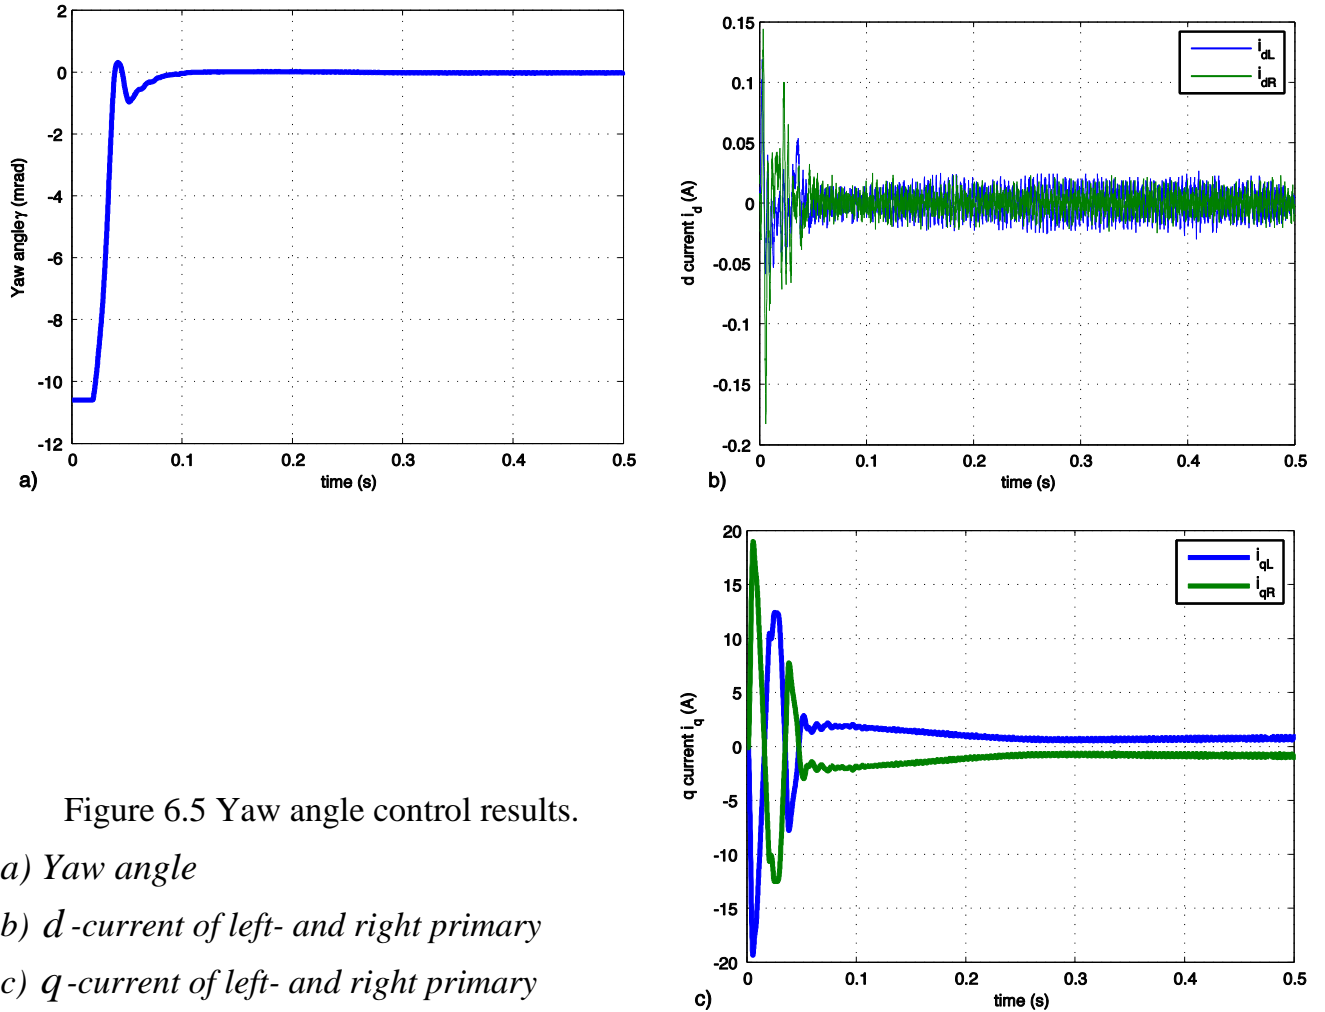 2
0
-2
-4
-6
-8
-10
-12
0 0.1 0.2 0.3 0.4 0.5
Yaw angleγ (mrad)
time (s)
a)
0.15
0.1
0.05
0
-0.05
-0.1
-0.15
-0.2
0 0.1 0.2 0.3 0.4 0.5
d current i_d (A)
time (s)
b)
i_dL
i_dR
20
15
10
5
0
-5
-10
-15
-20
0 0.1 0.2 0.3 0.4 0.5
q current i_q (A)
time (s)
c)
i_qL
i_qR
Figure 6.5 Yaw angle control results.
a) Yaw angle
b) d -current of left- and right primary
c) q -current of left- and right primary